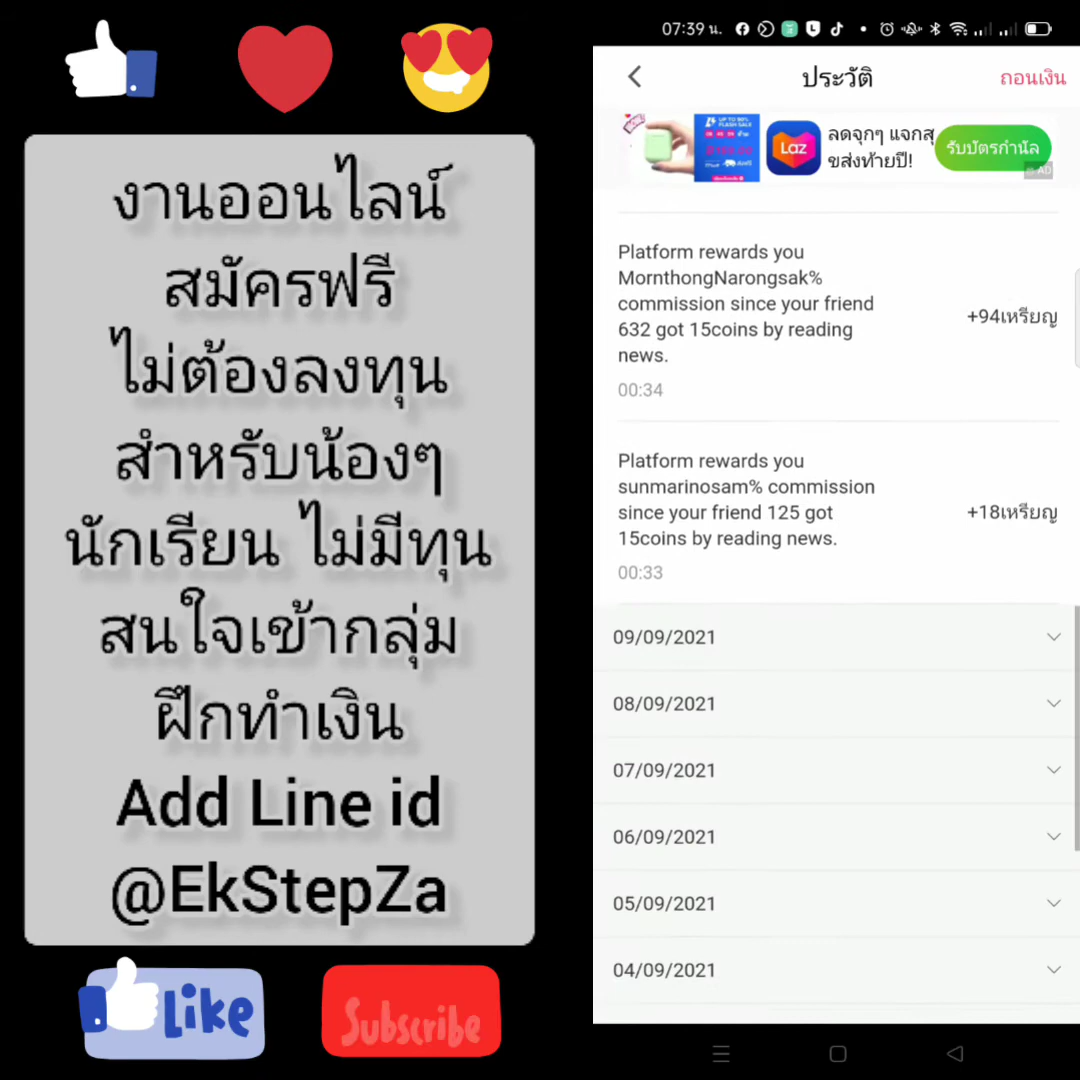 งานออนไลน์
สมัครฟรี
ไม่ต้องลงทุน
สำหรับน้องๆ
นักเรียน ไม่มีทุน
สนใจเข้ากลุ่ม
ฝึกทำเงิน
Add Line id
@EkStepZa
Like
Subscribe
07:39 น.
ประวัติ
ถอนเงิน
UP TO 90%
FLASH SALE
Laz
ลดจุกๆ แจกสุ
ขส่งท้ายปี!
รับบัตรกำนัล
AD
Platform rewards you
MornthongNarongsak%
commission since your friend
632 got 15coins by reading
news.
+94เหรียญ
00:34
Platform rewards you
sunmarinosam% commission
since your friend 125 got
15coins by reading news.
+18เหรียญ
00:33
09/09/2021
08/09/2021
07/09/2021
06/09/2021
05/09/2021
04/09/2021